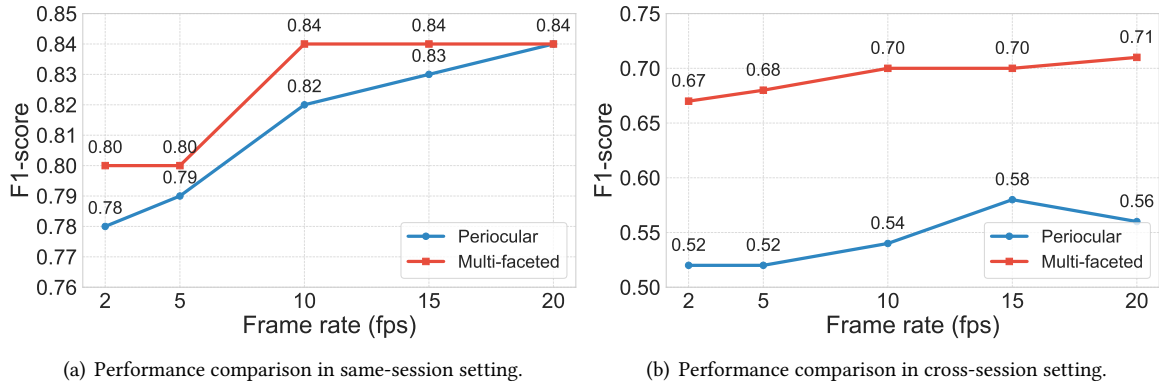 0.85
0.84
0.83
0.82
0.81
0.80
0.79
0.78
0.77
0.76
F1-score
0.80
0.80
0.84
0.84
0.84
0.78
0.79
0.82
0.83
Periocular
Multi-faceted
2 5 10 15 20
Frame rate (fps)
(a) Performance comparison in same-session setting.
0.75
0.70
0.65
0.60
0.55
0.50
F1-score
0.67
0.68
0.70
0.70
0.71
0.52
0.52
0.54
0.58
0.56
Periocular
Multi-faceted
2 5 10 15 20
Frame rate (fps)
(b) Performance comparison in cross-session setting.